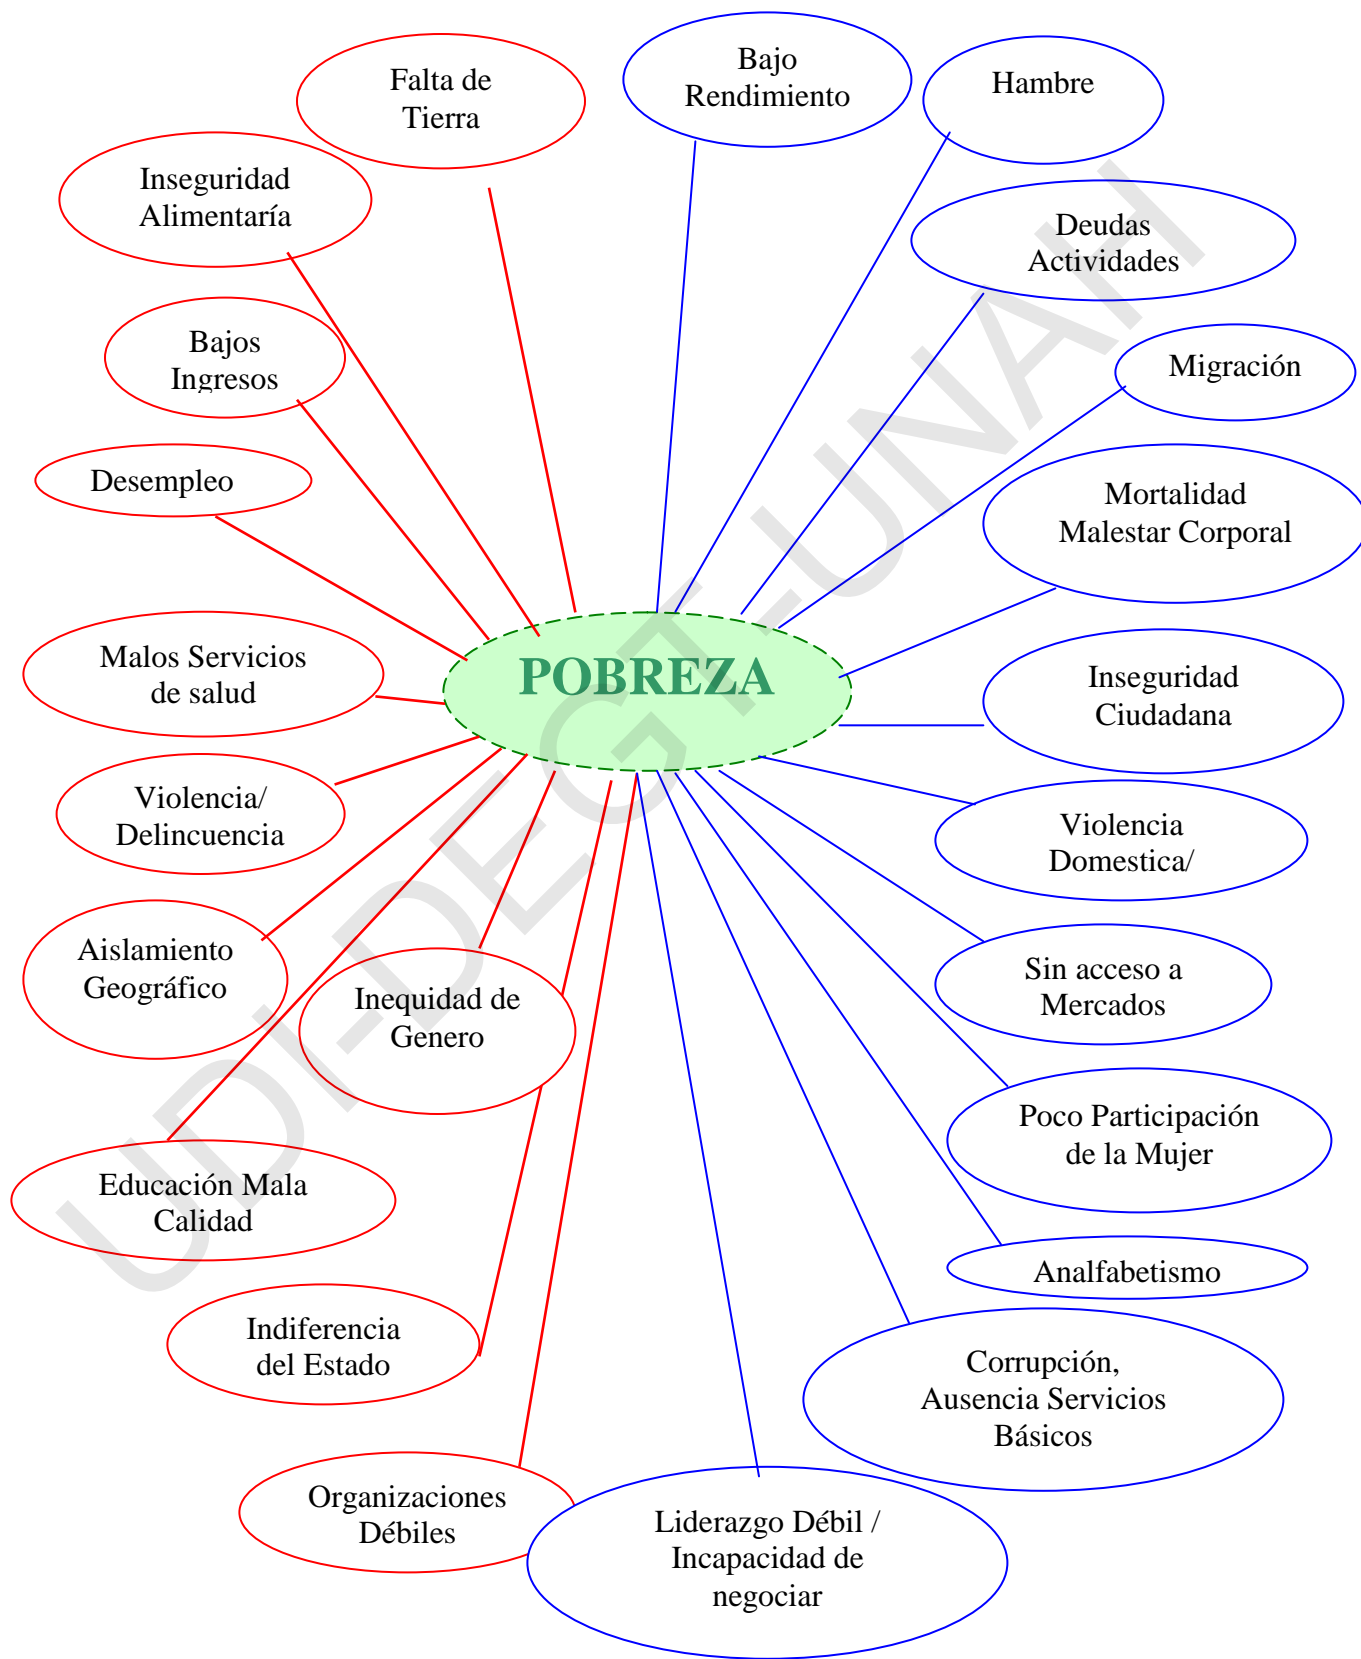 Falta de
Tierra
Bajo
Rendimiento
Hambre
Inseguridad
Alimentaría
Deudas
Actividades
Bajos
Ingresos
Migración
Desempleo
Mortalidad
Malestar Corporal
Malos Servicios
de salud
POBREZA
Inseguridad
Ciudadana
Violencia/
Delincuencia
Violencia
Domestica/
Aislamiento
Geográfico
Inequidad de
Genero
Sin acceso a
Mercados
Poco Participación
de la Mujer
Educación Mala
Calidad
Analfabetismo
Indiferencia
del Estado
Corrupción,
Ausencia Servicios
Básicos
Organizaciones
Débiles
Liderazgo Débil /
Incapacidad de
negociar
UDI-DEGT-UNAH